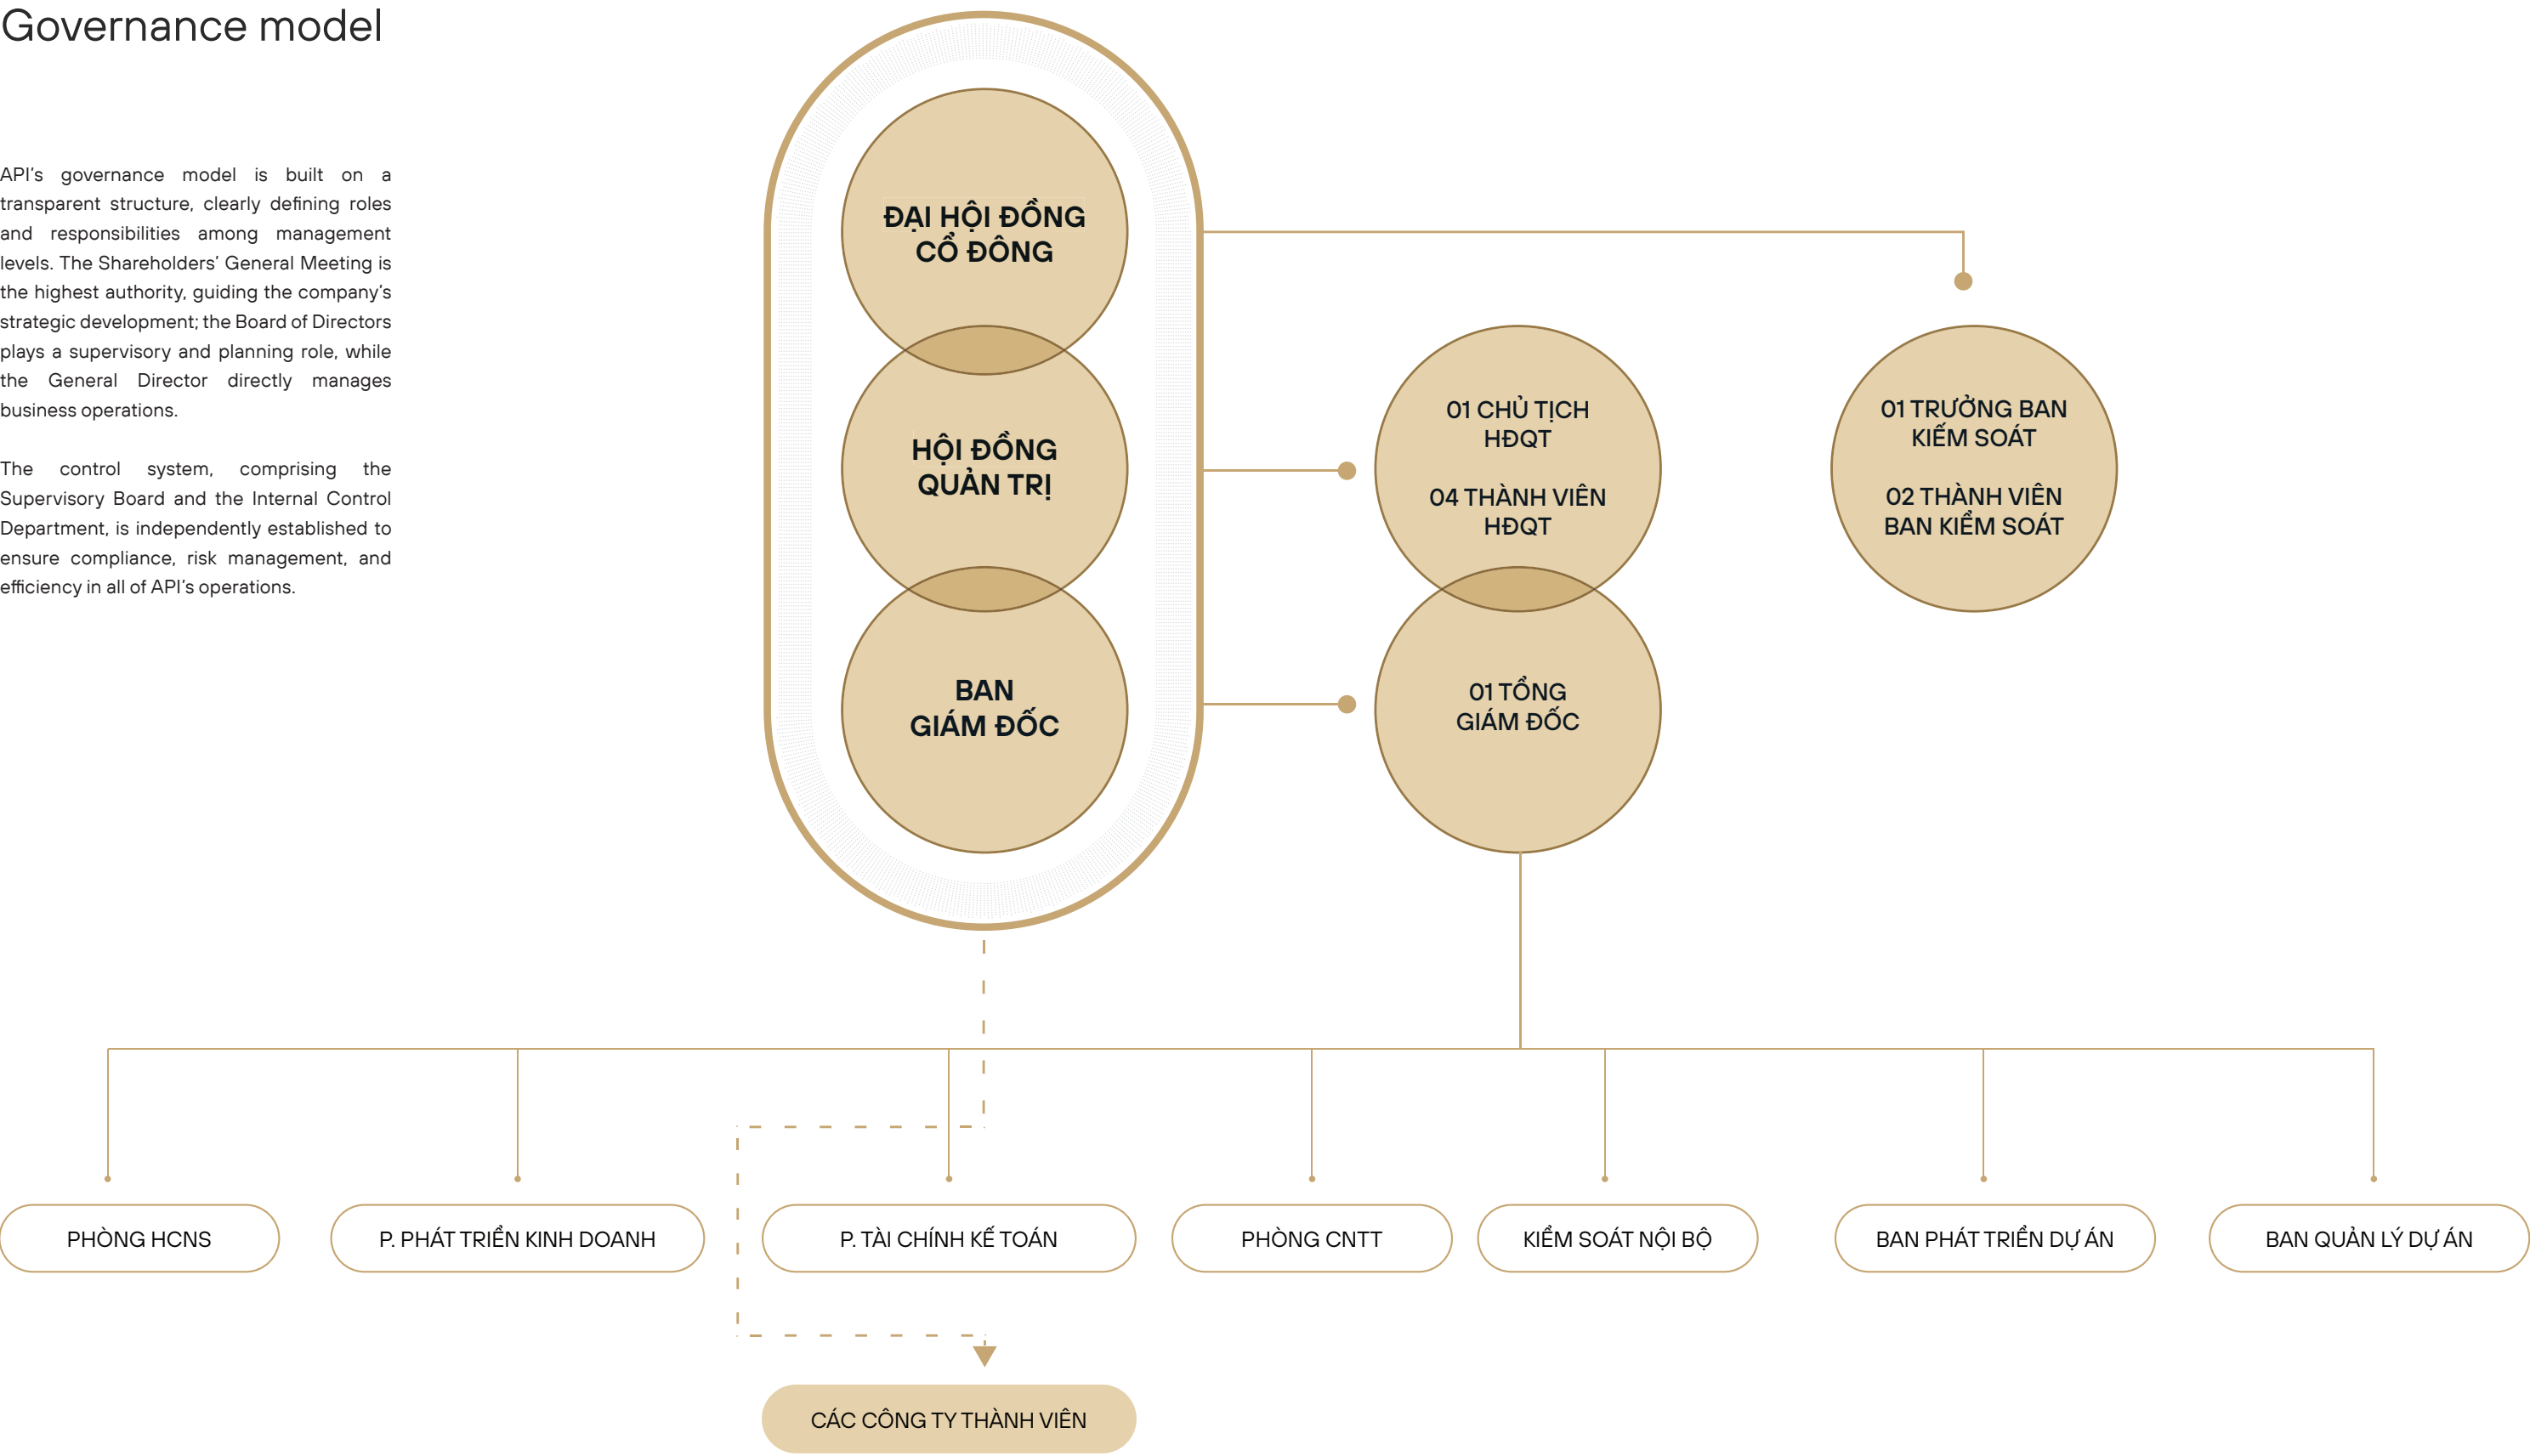 Governance model
API’s governance model is built on a
transparent structure, clearly defining roles
and responsibilities among management
levels. The Shareholders’ General Meeting is
the highest authority, guiding the company’s
strategic development; the Board of Directors
plays a supervisory and planning role, while
the General Director directly manages
business operations.
The control system, comprising the
Supervisory Board and the Internal Control
Department, is independently established to
ensure compliance, risk management, and
efficiency in all of API’s operations.
ĐẠI HỘI ĐỒNG
CỔ ĐÔNG
HỘI ĐỒNG
QUẢN TRỊ
BAN
GIÁM ĐỐC
01 CHỦ TỊCH
HĐQT
04 THÀNH VIÊN
HĐQT
01 TỔNG
GIÁM ĐỐC
01 TRƯỞNG BAN
KIỂM SOÁT
02 THÀNH VIÊN
BAN KIỂM SOÁT
PHÒNG HCNS
P. PHÁT TRIỂN KINH DOANH
P. TÀI CHÍNH KẾ TOÁN
PHÒNG CNTT
KIỂM SOÁT NỘI BỘ
BAN PHÁT TRIỂN DỰ ÁN
BAN QUẢN LÝ DỰ ÁN
CÁC CÔNG TY THÀNH VIÊN